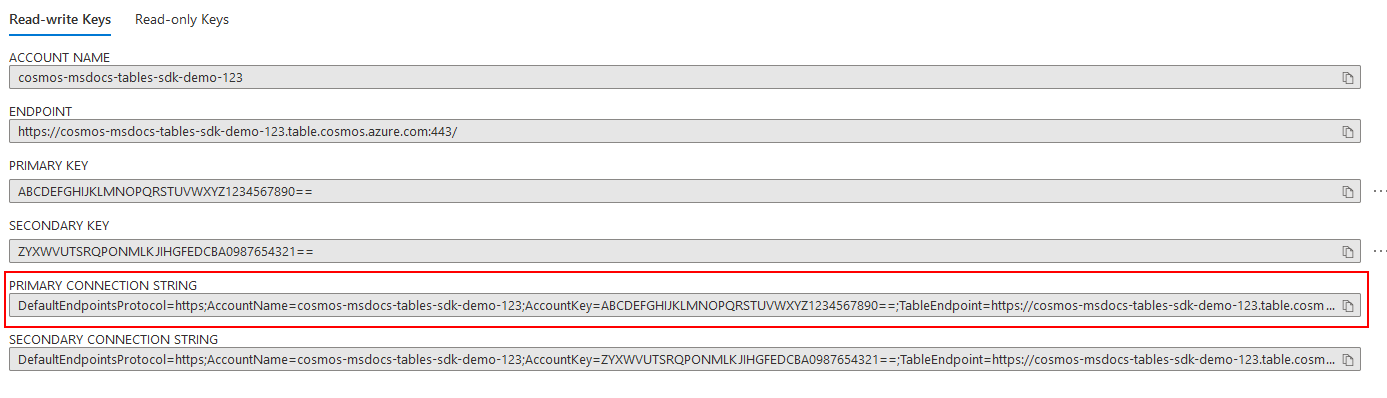 Read-write Keys Read-only Keys
ACCOUNT NAME
cosmos-msdocs-tables-sdk-demo-123
ENDPOINT
https://cosmos-msdocs-tables-sdk-demo-123.table.cosmos.azure.com:443/
PRIMARY KEY
ABCDEFGHIJKLMNOPQRSTUVWXYZ1234567890==
SECONDARY KEY
ZYXWVUTSRQPONMLKJIHGFEDCBA0987654321==
PRIMARY CONNECTION STRING
DefaultEndpointsProtocol=https;AccountName=cosmos-msdocs-tables-sdk-demo-123;AccountKey=ABCDEFGHIJKLMNOPQRSTUVWXYZ1234567890==;TableEndpoint=https://cosmos-msdocs-tables-sdk-demo-123.table.cosm ...
SECONDARY CONNECTION STRING
DefaultEndpointsProtocol=https;AccountName=cosmos-msdocs-tables-sdk-demo-123;AccountKey=ZYXWVUTSRQPONMLKJIHGFEDCBA0987654321==;TableEndpoint=https://cosmos-msdocs-tables-sdk-demo-123.table.cosm...